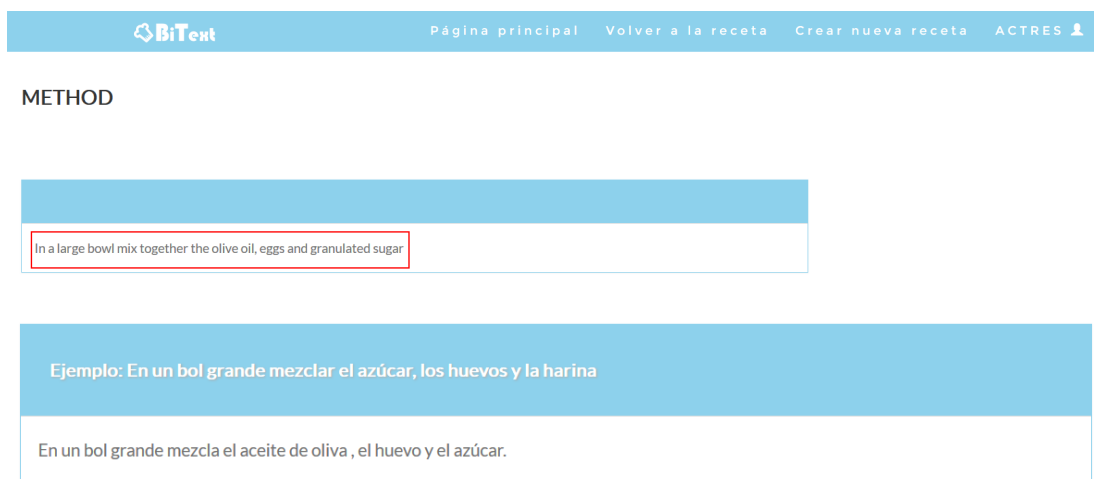 BiText Página principal Volver a la receta Crear nueva receta ACTRES
METHOD
In a large bowl mix together the olive oil, eggs and granulated sugar
Ejemplo: En un bol grande mezclar el azúcar, los huevos y la harina
En un bol grande mezcla el aceite de oliva , el huevo y el azúcar.